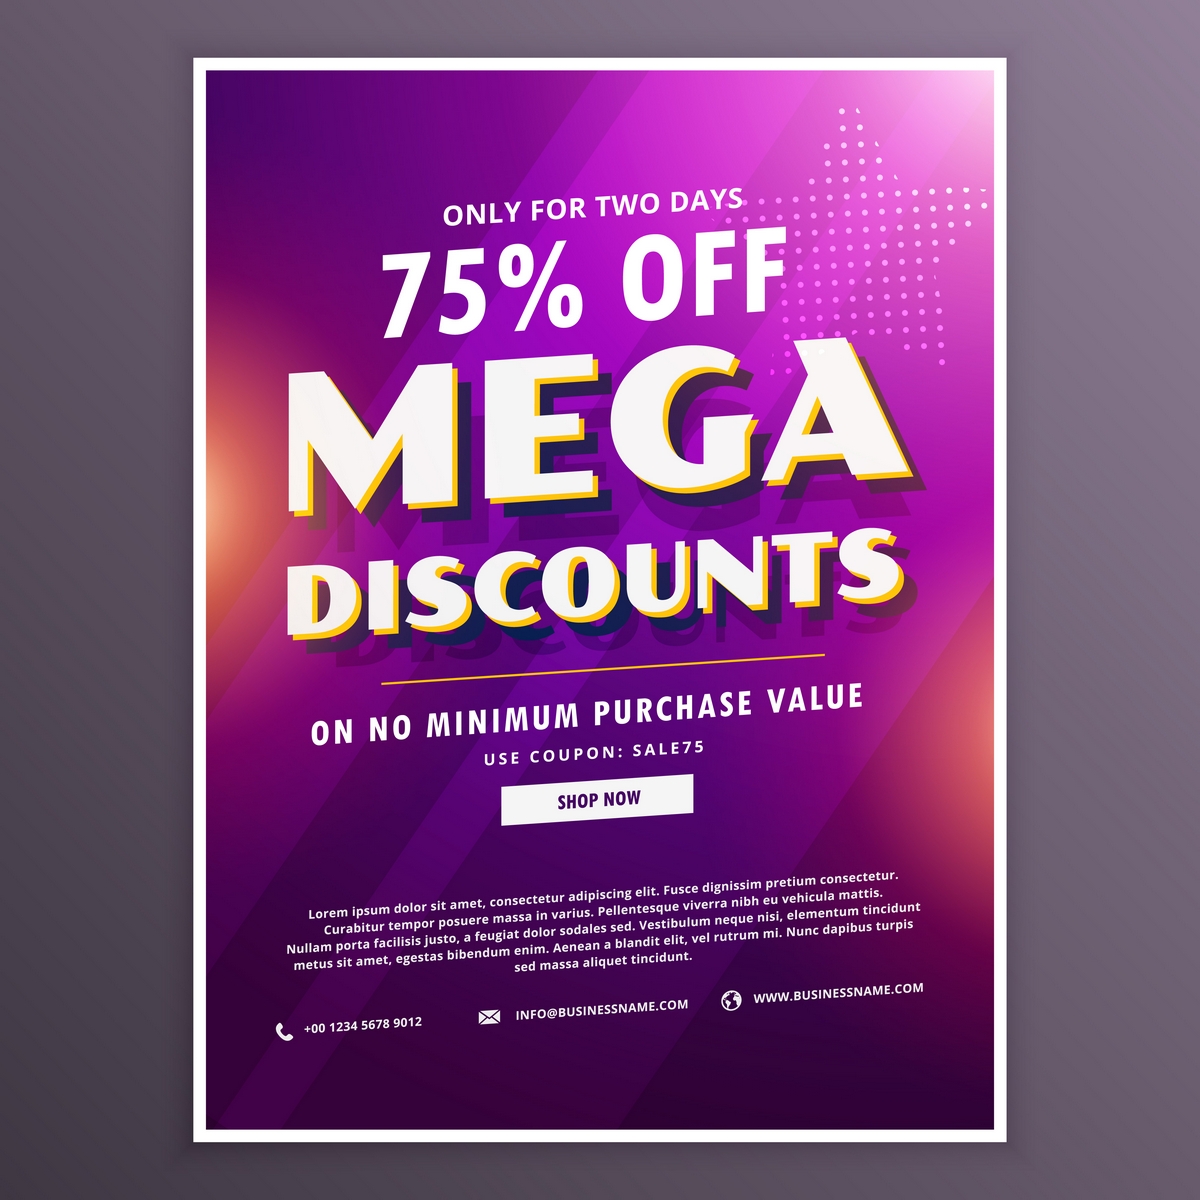 ONLY FOR TWO DAYS
75% OFF
MEGA
DISCOUNTS
ON NO MINIMUM PURCHASE VALUE
USE COUPON: SALE75
SHOP NOW
Lorem ipsum dolor sit amet, consectetur adipiscing elit. Fusce dignissim pretium consectetur.
Curabitur tempor posuere massa in varius. Pellentesque viverra nibh eu vehicula mattis.
Nullam porta facilisis justo, a feugiat dolor sodales sed. Vestibulum neque nisi, elementum tincidunt
metus sit amet, egestas bibendum enim. Aenean a blandit elit, vel rutrum mi. Nunc dapibus turpis
sed massa aliquet tincidunt.
+00 1234 5678 9012
INFO@BUSINESSNAME.COM
WWW.BUSINESSNAME.COM